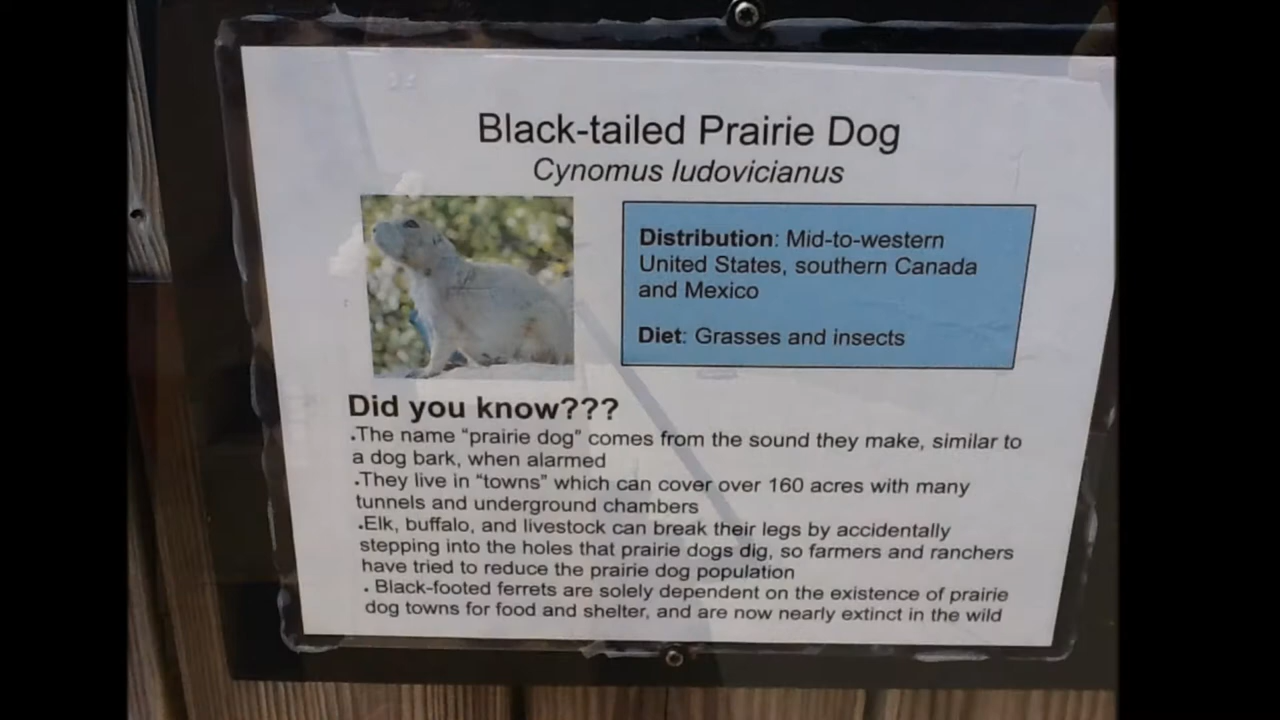 Black-tailed Prairie Dog
Cynomus ludovicianus
Distribution: Mid-to-western
United States, southern Canada
and Mexico
Diet: Grasses and insects
Did you know???
.The name “prairie dog” comes from the sound they make, similar to
a dog bark, when alarmed
.They live in “towns” which can cover over 160 acres with many
tunnels and underground chambers
.Elk, buffalo, and livestock can break their legs by accidentally
stepping into the holes that prairie dogs dig, so farmers and ranchers
have tried to reduce the prairie dog population
. Black-footed ferrets are solely dependent on the existence of prairie
dog towns for food and shelter, and are now nearly extinct in the wild